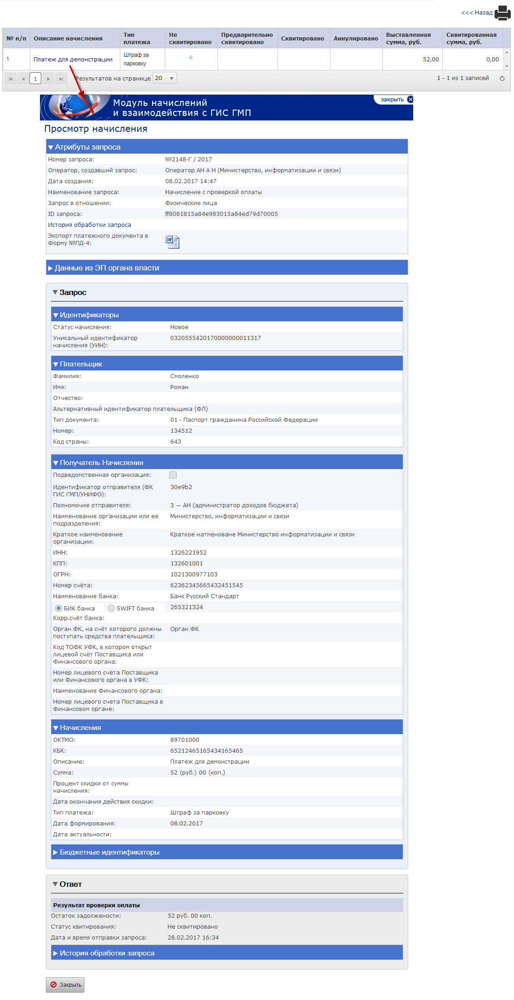 <<< Назад
№ п/п Описание начисления Тип платежа Не сквитировано Предварительно сквитировано Сквитировано Аннулировано Выставленная сумма, руб. Сквитированная сумма, руб.
1 Платеж для демонстрации Штраф за парковку 52,00 0,00
1 Результатов на странице 20 1 - 1 из 1 записей
Модуль начислений
и взаимодействия с ГИС ГМП
закрыть
Просмотр начисления
Атрибуты запроса
Номер запроса: №2148-Г / 2017
Оператор, создавший запрос: Оператор АН А Н (Министерство, информатизации и связи)
Дата создания: 08.02.2017 14:47
Наименование запроса: Начисление с проверкой оплаты
Запрос в отношении: Физические лица
ID запроса: ff8081815a84e983015a84ed79d70005
История обработки запроса
Экспорт платежного документа в
Форму №ПД-4:
Данные из ЭП органа власти
Запрос
Идентификаторы
Статус начисления: Новое
Уникальный идентификатор 0320555420170000000011317
начисления (УИН):
Плательщик
Фамилия: Смоленко
Имя: Роман
Отчество:
Альтернативный идентификатор плательщика (ФЛ)
Тип документа: 01 - Паспорт гражданина Российской Федерации
Номер: 134512
Код страны: 643
Получатель Начисления
Подведомственная организация:
Идентификатор отправителя (ФК 30e9b2
ГИС ГМП/УНИФО):
Полномочие отправителя: 3 — АН (администратор доходов бюджета)
Наименование организации или ее Министерство, информатизации и связи
подразделения:
Краткое наименование Краткое натменоване Министерство информатизации и связи
организации:
ИНН: 1326221952
КПП: 132601001
ОГРН: 1021300977103
Номер счёта: 62362345665432451545
Наименование банка: Банк Русский Стандарт
БИК банка SWIFT банка 265321324
Корр.счёт банка:
Орган ФК, на счёт которого должны Орган ФК
поступать средства плательщика:
Код ТОФК УФК, в котором открыт
лицевой счёт Поставщика или
Финансового органа:
Номер лицевого счёта Поставщика
или Финансового органа в УФК:
Наименование Финансового органа:
Номер лицевого счета Поставщика в
Финансовом органе:
Начисления
ОКТМО: 89701000
КБК: 65212465165434165465
Описание: Платеж для демонстрации
Сумма: 52 (руб.) 00 (коп.)
Процент скидки от суммы
начисления:
Дата окончания действия скидки:
Тип платежа: Штраф за парковку
Дата формирования: 08.02.2017
Дата актуальности:
Бюджетные идентификаторы
Ответ
Результат проверки оплаты
Остаток задолжености: 52 руб. 00 коп.
Статус квитирования: Не сквитировано
Дата и время отправки запроса: 28.02.2017 16:34
История обработки запроса
Закрыть